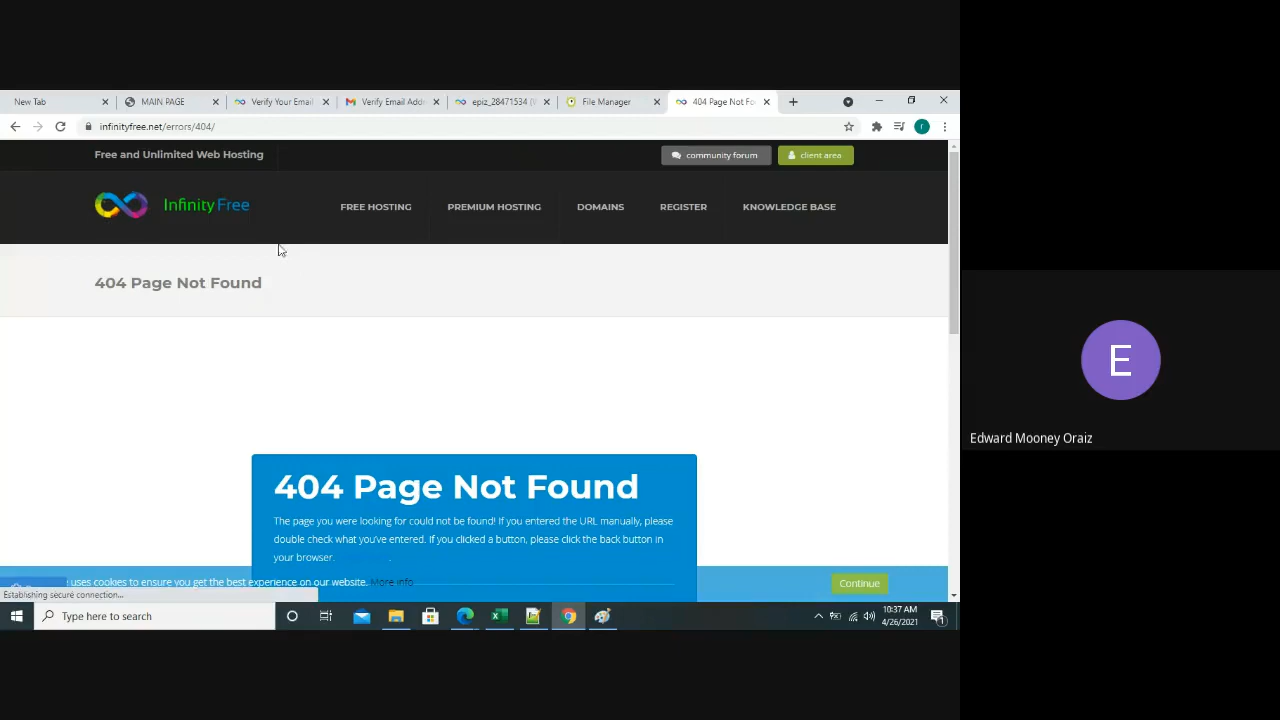 New Tab
MAIN PAGE
Verify Your Email
Verify Email Addr
epiz_28471534 (
File Manager
404 Page Not Fo
infinityfree.net/errors/404/
Free and Unlimited Web Hosting
community forum
client area
InfinityFree
FREE HOSTING
PREMIUM HOSTING
DOMAINS
REGISTER
KNOWLEDGE BASE
404 Page Not Found
404 Page Not Found
The page you were looking for could not be found! If you entered the URL manually, please
double check what you've entered. If you clicked a button, please click the back button in
your browser.
uses cookies to ensure you get the best experience on our website. More info
Continue
Establishing secure connection...
Type here to search
10:37 AM
4/26/2021
E
Edward Mooney Oraiz